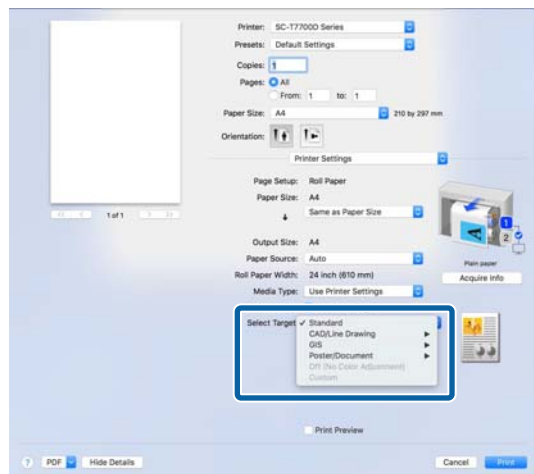 Printer: SC-T7700D Series
Presets: Default Settings
Copies: 1
Pages: All
From: 1 to: 1
Paper Size: A4 210 by 297 mm
Orientation:
Printer Settings
Page Setup: Roll Paper
Paper Size: A4
Same as Paper Size
1 of 1
Output Size: A4
Paper Source: Auto
Plain paper
Roll Paper Width: 24 inch (610 mm)
Acquire Info
Media Type: Use Printer Settings
Select Target ✓ Standard
CAD/Line Drawing
GIS
Poster/Document
Off (No Color Adjustment)
Custom
Print Preview
? PDF Hide Details Cancel Print